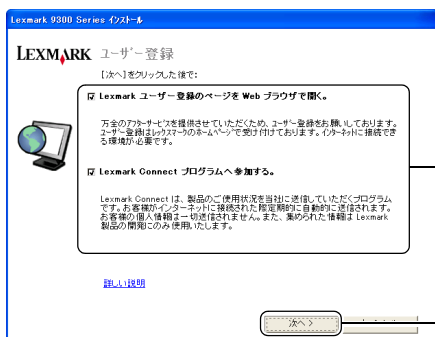 Lexmark 9300 Series インストール
LEXMARK ユーザー登録
[次へ]をクリックした後で:
Lexmark ユーザー登録のページを Web ブラウザで開く。
万全のアフターサービスを提供させていただくため、ユーザー登録をお願いしております。
ユーザー登録はレックスマークのホームページで受け付けております。インターネットに接続でき
る環境が必要です。
Lexmark Connect プログラムへ参加する。
Lexmark Connect は、製品のご使用状況を当社に送信していただくプログラム
です。お客様がインターネットに接続された際定期的に自動的に送信されます。
お客様の個人情報は一切送信されません。また、集められた情報は Lexmark
製品の開発にのみ使用いたします。
詳しい説明
次へ >